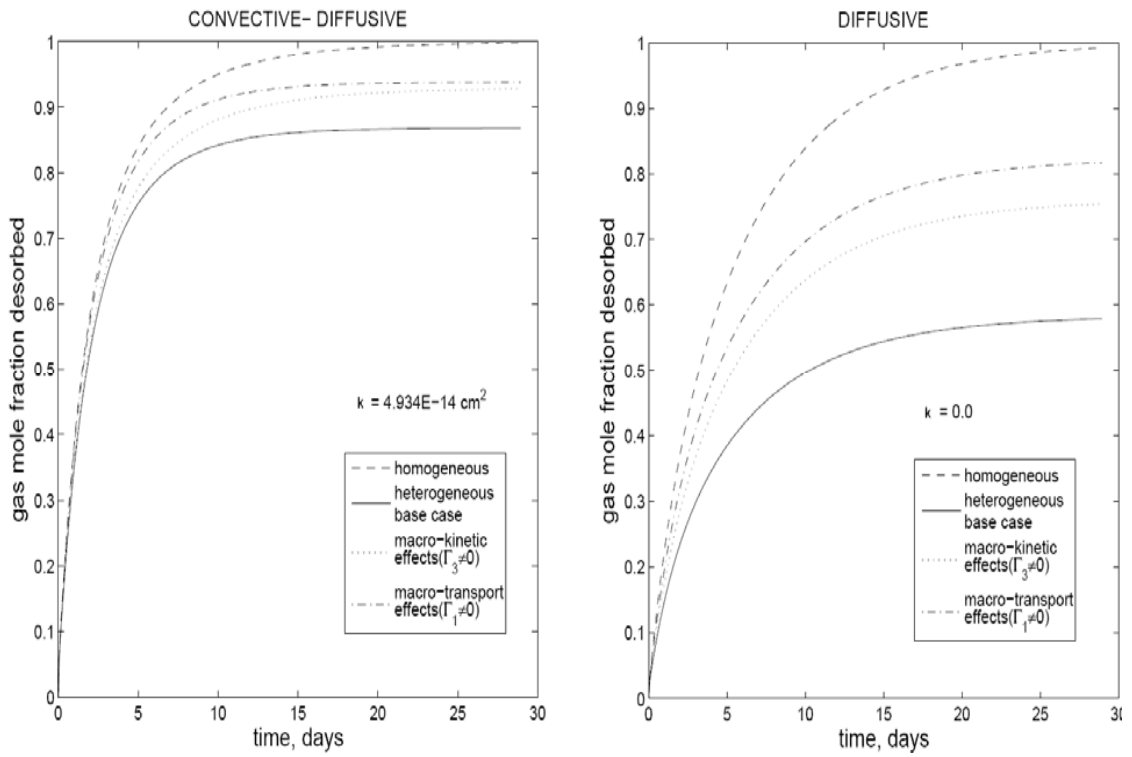 CONVECTIVE- DIFFUSIVE
gas mole fraction desorbed
1
0.9
0.8
0.7
0.6
0.5
0.4
0.3
0.2
0.1
0
κ = 4.934E-14 cm²
homogeneous
heterogeneous
base case
macro-kinetic
effects(Γ₃≠0)
macro-transport
effects(Γ₁≠0)
0 5 10 15 20 25 30
time, days
DIFFUSIVE
gas mole fraction desorbed
1
0.9
0.8
0.7
0.6
0.5
0.4
0.3
0.2
0.1
0
κ = 0.0
homogeneous
heterogeneous
base case
macro-kinetic
effects(Γ₃≠0)
macro-transport
effects(Γ₁≠0)
0 5 10 15 20 25 30
time, days